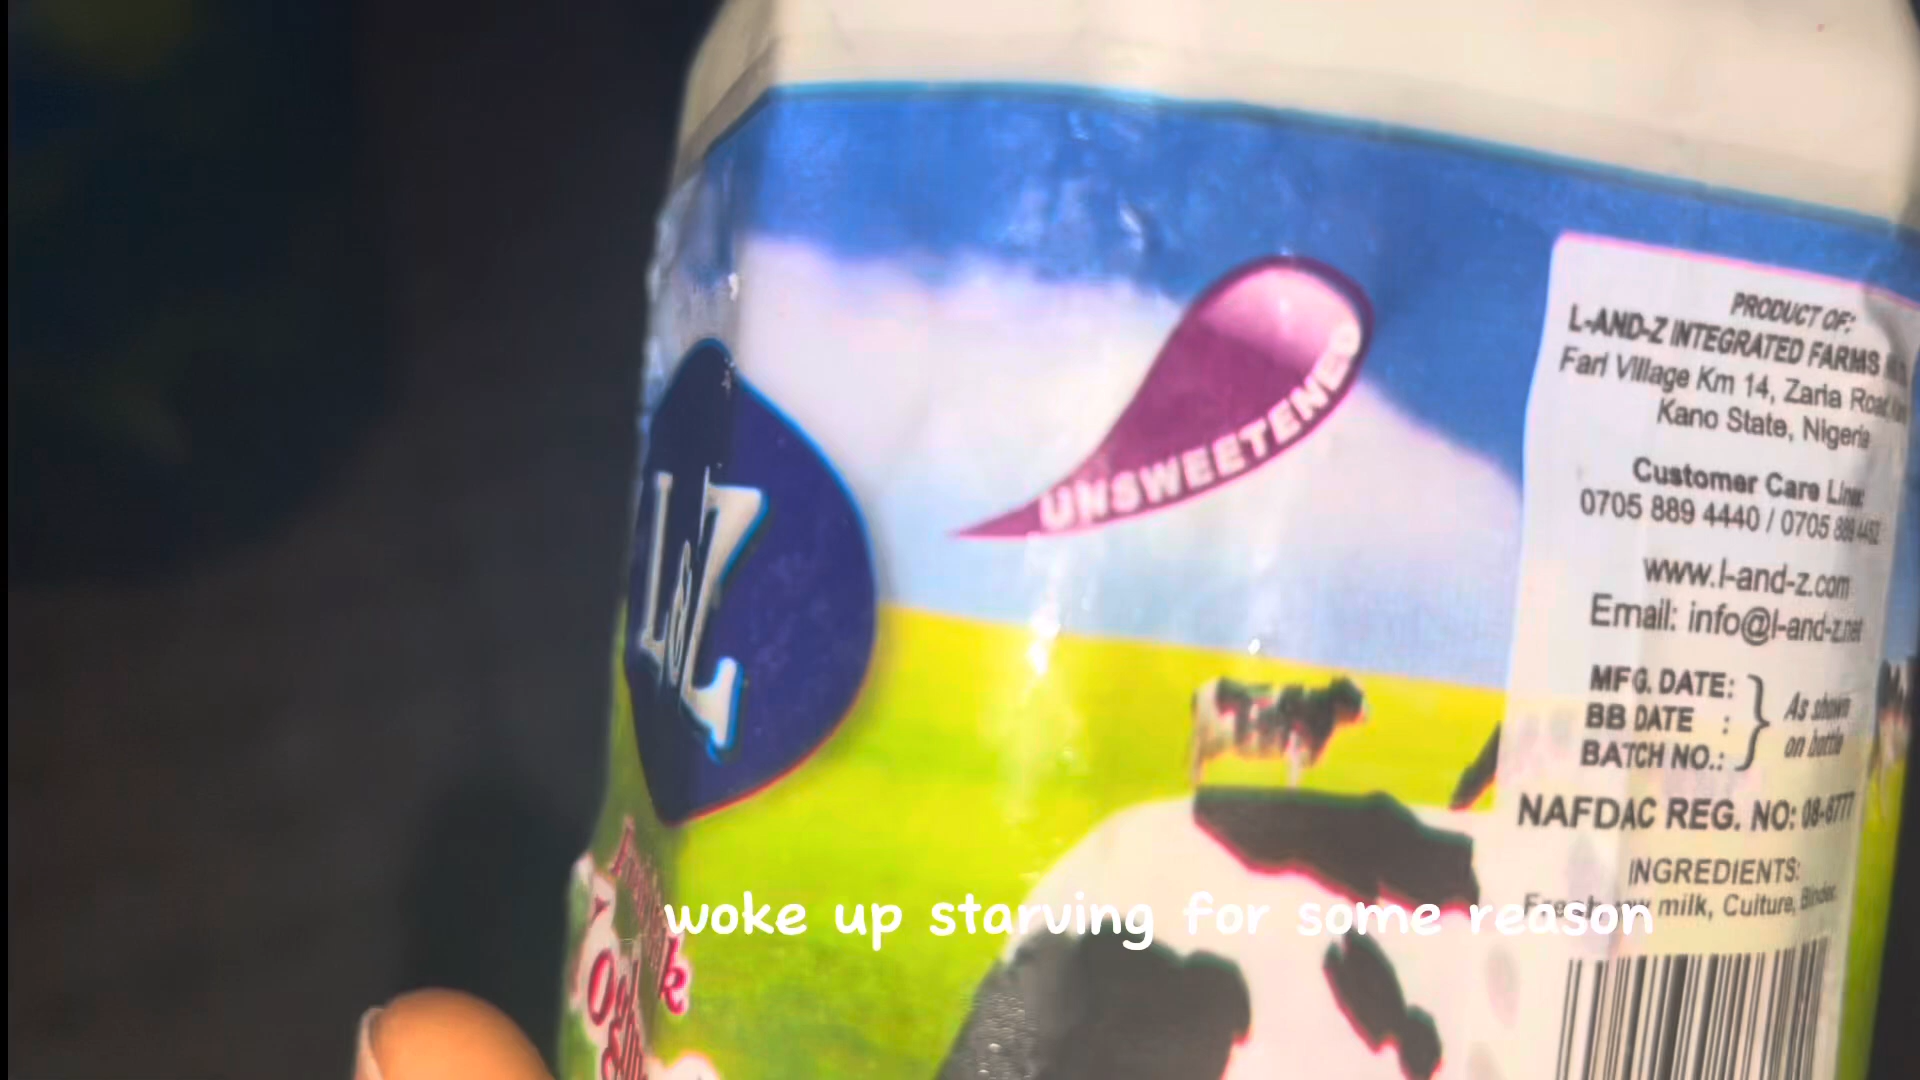 L&Z
UNSWEETENED
PRODUCT OF:
L-AND-Z INTEGRATED FARMS
Farl Village Km 14, Zaria Road
Kano State, Nigeria
Customer Care Line:
0705 889 4440 / 0705 889 4452
www.l-and-z.com
Email: info@l-and-z.net
MFG. DATE:
BB DATE :
BATCH NO.:
As shown
on bottle
NAFDAC REG. NO: 08-6777
INGREDIENTS:
milk, Culture, Binder.
woke up starving for some reason